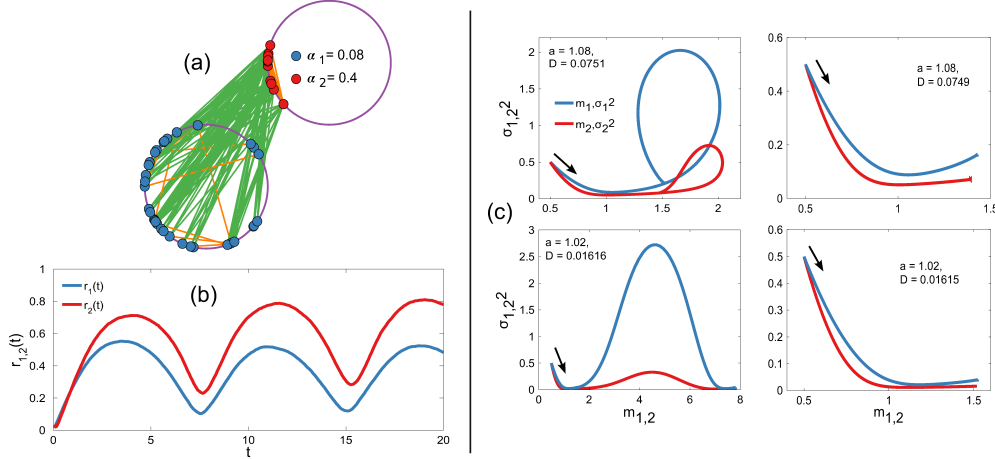 (a)
α 1 = 0.08
α 2 = 0.4
(b)
1
0.8
0.6
0.4
0.2
0
r1(t)
r2(t)
r1,2(t)
0 5 10 15 20
t
(c)
a = 1.08,
D = 0.0751
m1,σ1²
m2,σ2²
σ1,2²
2
1.5
1
0.5
0
0.5 1 1.5 2
a = 1.08,
D = 0.0749
0.6
0.4
0.2
0
0.5 1 1.5
a = 1.02,
D = 0.01616
σ1,2²
3
2.5
2
1.5
1
0.5
0
0 2 4 6 8
m1,2
a = 1.02,
D = 0.01615
0.6
0.4
0.2
0
0.5 1 1.5
m1,2